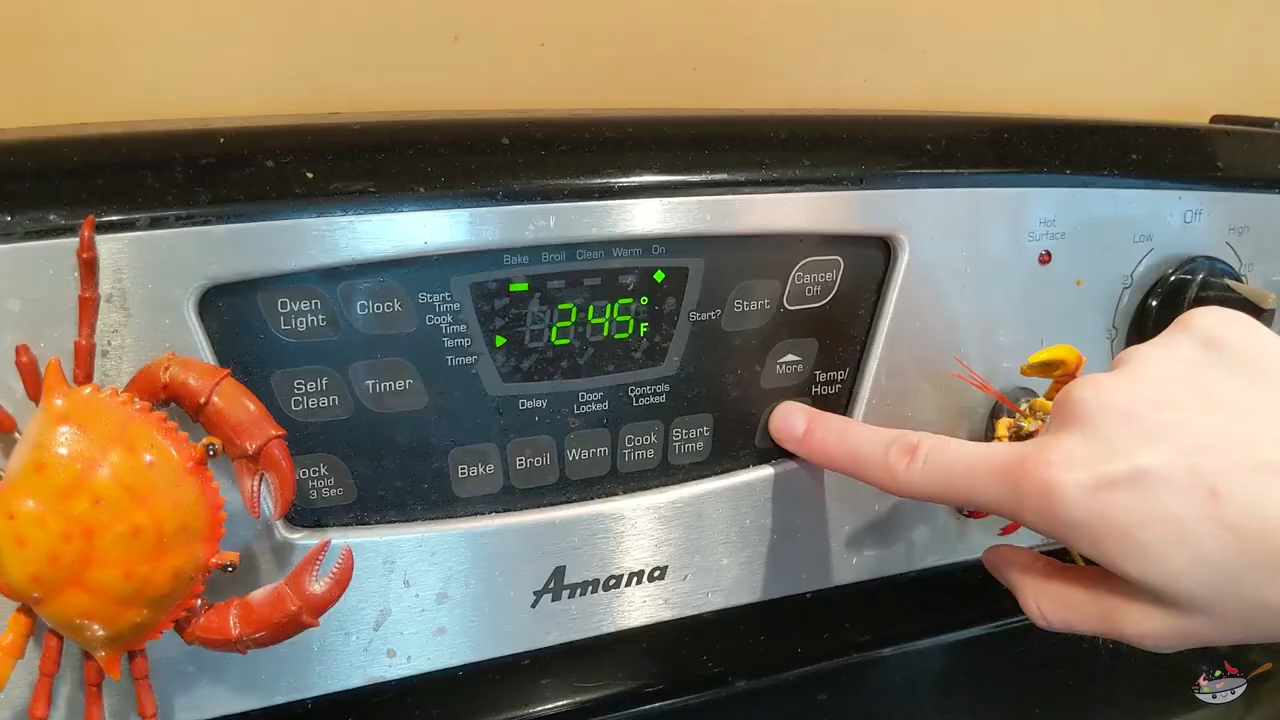 Off
Low
High
Hot
Surface
Bake Broil Clean Warm On
Oven
Light
Clock
Start
Time
Cook
Time
Temp
Timer
245°F
Start?
Start
Cancel
Off
More
Temp/
Hour
Self
Clean
Timer
Delay
Door
Locked
Controls
Locked
Hold
3 Sec
Bake
Broil
Warm
Cook
Time
Start
Time
Amana